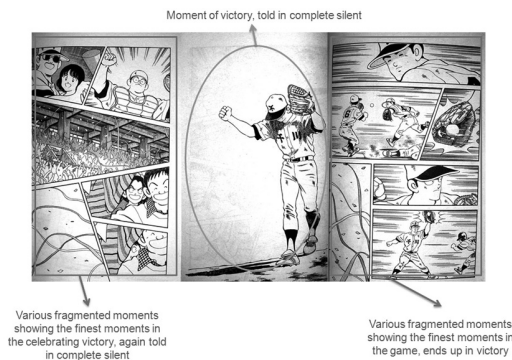 Moment of victory, told in complete silent
Various fragmented moments
showing the finest moments in
the celebrating victory, again told
in complete silent
Various fragmented moments
showing the finest moments in
the game, ends up in victory